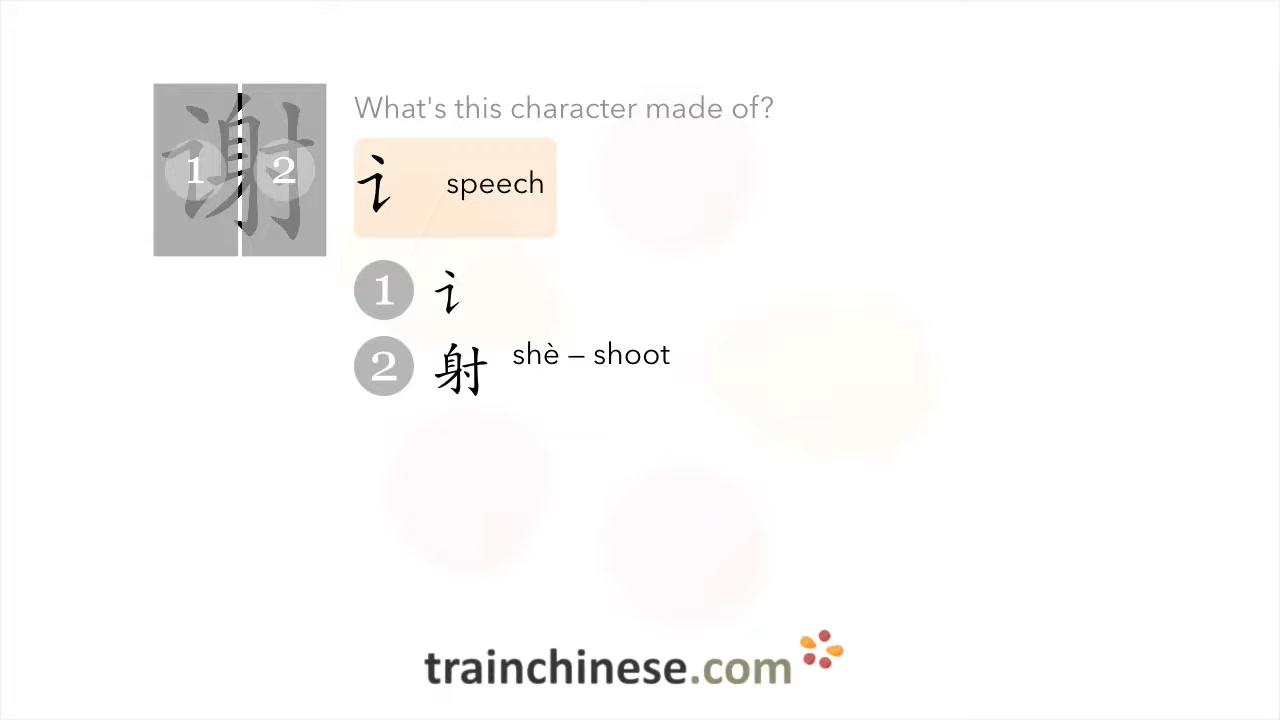 谢
1 2
What's this character made of?
讠 speech
1 讠
2 射 shè – shoot
trainchinese.com